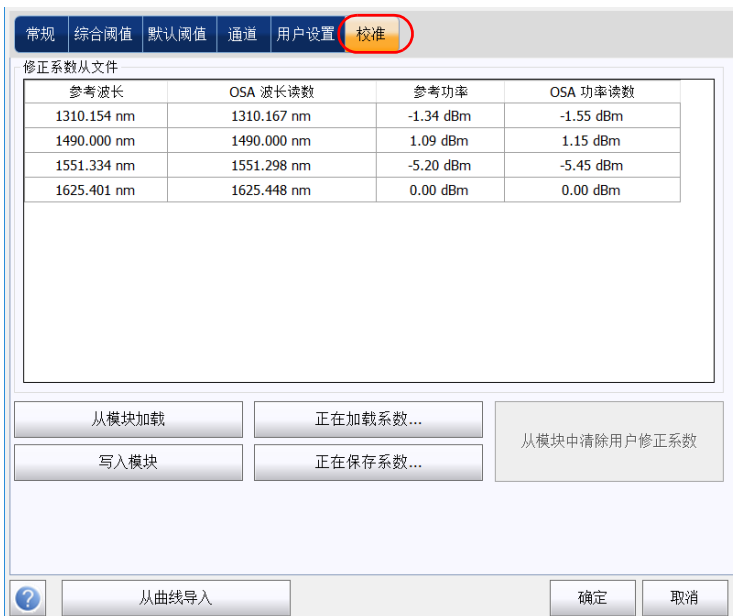 常规 综合阈值 默认阈值 通道 用户设置 校准
修正系数从文件
参考波长 OSA 波长读数 参考功率 OSA 功率读数
1310.154 nm 1310.167 nm -1.34 dBm -1.55 dBm
1490.000 nm 1490.000 nm 1.09 dBm 1.15 dBm
1551.334 nm 1551.298 nm -5.20 dBm -5.45 dBm
1625.401 nm 1625.448 nm 0.00 dBm 0.00 dBm
从模块加载 正在加载系数...
从模块中清除用户修正系数
写入模块 正在保存系数...
? 从曲线导入 确定 取消